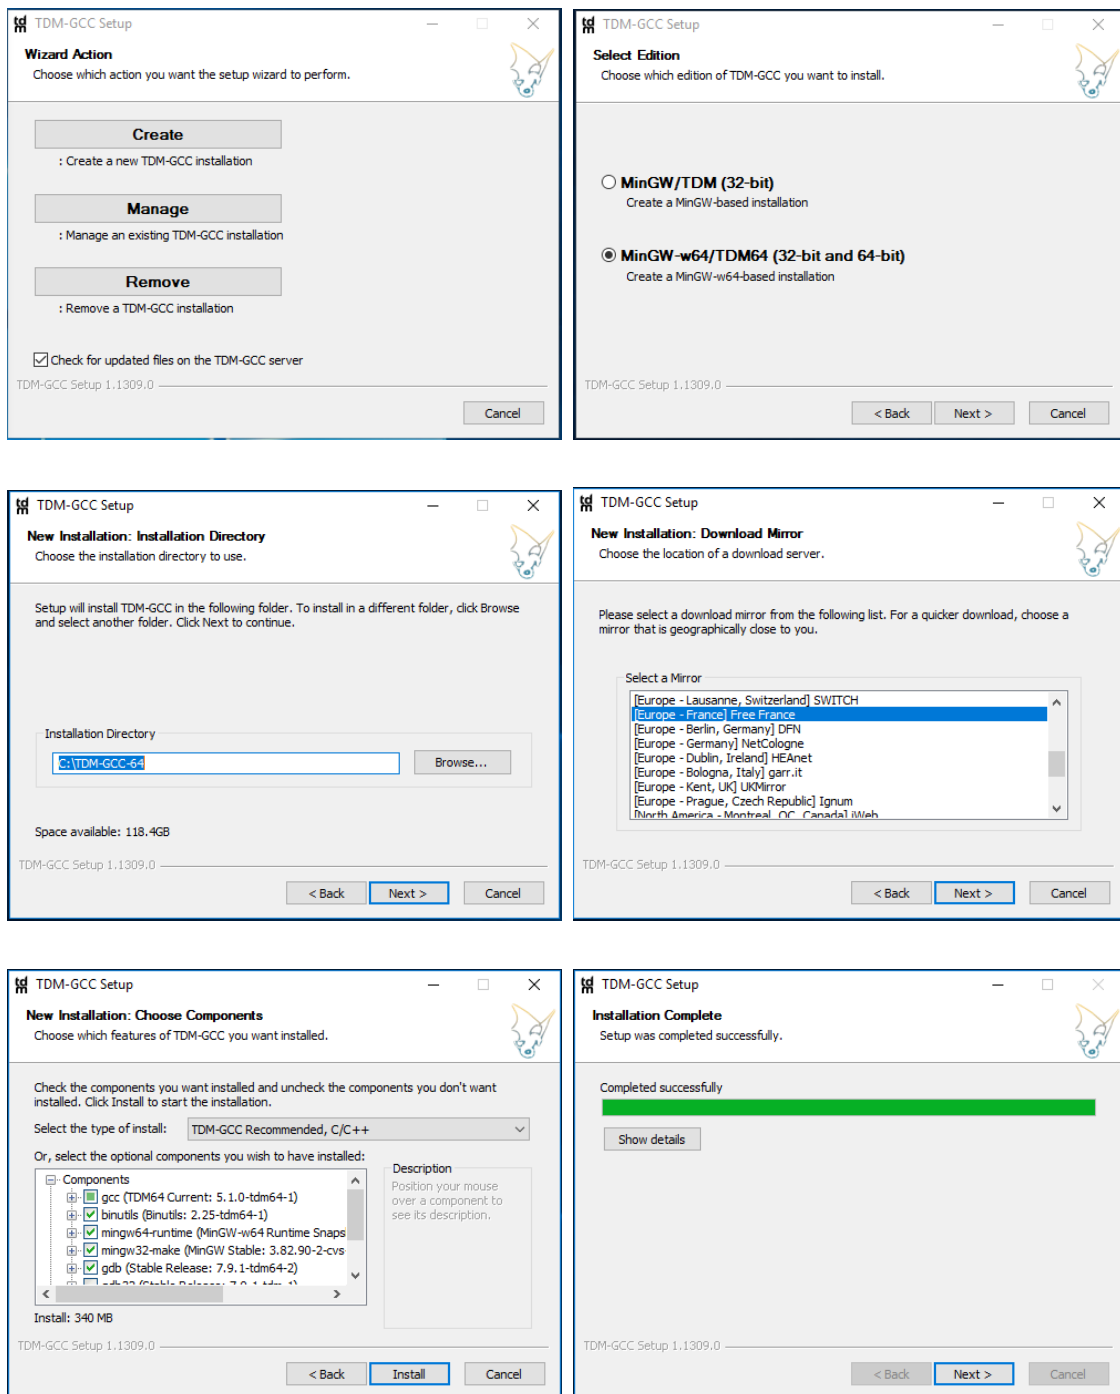 TDM-GCC Setup
Wizard Action
Choose which action you want the setup wizard to perform.
Create
: Create a new TDM-GCC installation
Manage
: Manage an existing TDM-GCC installation
Remove
: Remove a TDM-GCC installation
Check for updated files on the TDM-GCC server
TDM-GCC Setup 1.1309.0
Cancel
TDM-GCC Setup
Select Edition
Choose which edition of TDM-GCC you want to install.
MinGW/TDM (32-bit)
Create a MinGW-based installation
MinGW-w64/TDM64 (32-bit and 64-bit)
Create a MinGW-w64-based installation
TDM-GCC Setup 1.1309.0
< Back Next > Cancel
TDM-GCC Setup
New Installation: Installation Directory
Choose the installation directory to use.
Setup will install TDM-GCC in the following folder. To install in a different folder, click Browse
and select another folder. Click Next to continue.
Installation Directory
C:\TDM-GCC-64
Browse...
Space available: 118.4GB
TDM-GCC Setup 1.1309.0
< Back Next > Cancel
TDM-GCC Setup
New Installation: Download Mirror
Choose the location of a download server.
Please select a download mirror from the following list. For a quicker download, choose a
mirror that is geographically close to you.
Select a Mirror
[Europe - Lausanne, Switzerland] SWITCH
[Europe - France] Free France
[Europe - Berlin, Germany] DFN
[Europe - Germany] NetCologne
[Europe - Dublin, Ireland] HEAnet
[Europe - Bologna, Italy] garr.it
[Europe - Kent, UK] UKMirror
[Europe - Prague, Czech Republic] Ignum
[North America - Montreal, QC, Canada] iWeb
TDM-GCC Setup 1.1309.0
< Back Next > Cancel
TDM-GCC Setup
New Installation: Choose Components
Choose which features of TDM-GCC you want installed.
Check the components you want installed and uncheck the components you don't want
installed. Click Install to start the installation.
Select the type of install: TDM-GCC Recommended, C/C++
Or, select the optional components you wish to have installed:
Components
gcc (TDM64 Current: 5.1.0-tdm64-1)
binutils (Binutils: 2.25-tdm64-1)
mingw64-runtime (MinGW-w64 Runtime Snaps
mingw32-make (MinGW Stable: 3.82.90-2-cvs-
gdb (Stable Release: 7.9.1-tdm64-2)
gdb32 (Stable Release: 7.9.1-tdm-1)
Description
Position your mouse
over a component to
see its description.
Install: 340 MB
TDM-GCC Setup 1.1309.0
< Back Install Cancel
TDM-GCC Setup
Installation Complete
Setup was completed successfully.
Completed successfully
Show details
TDM-GCC Setup 1.1309.0
< Back Next > Cancel